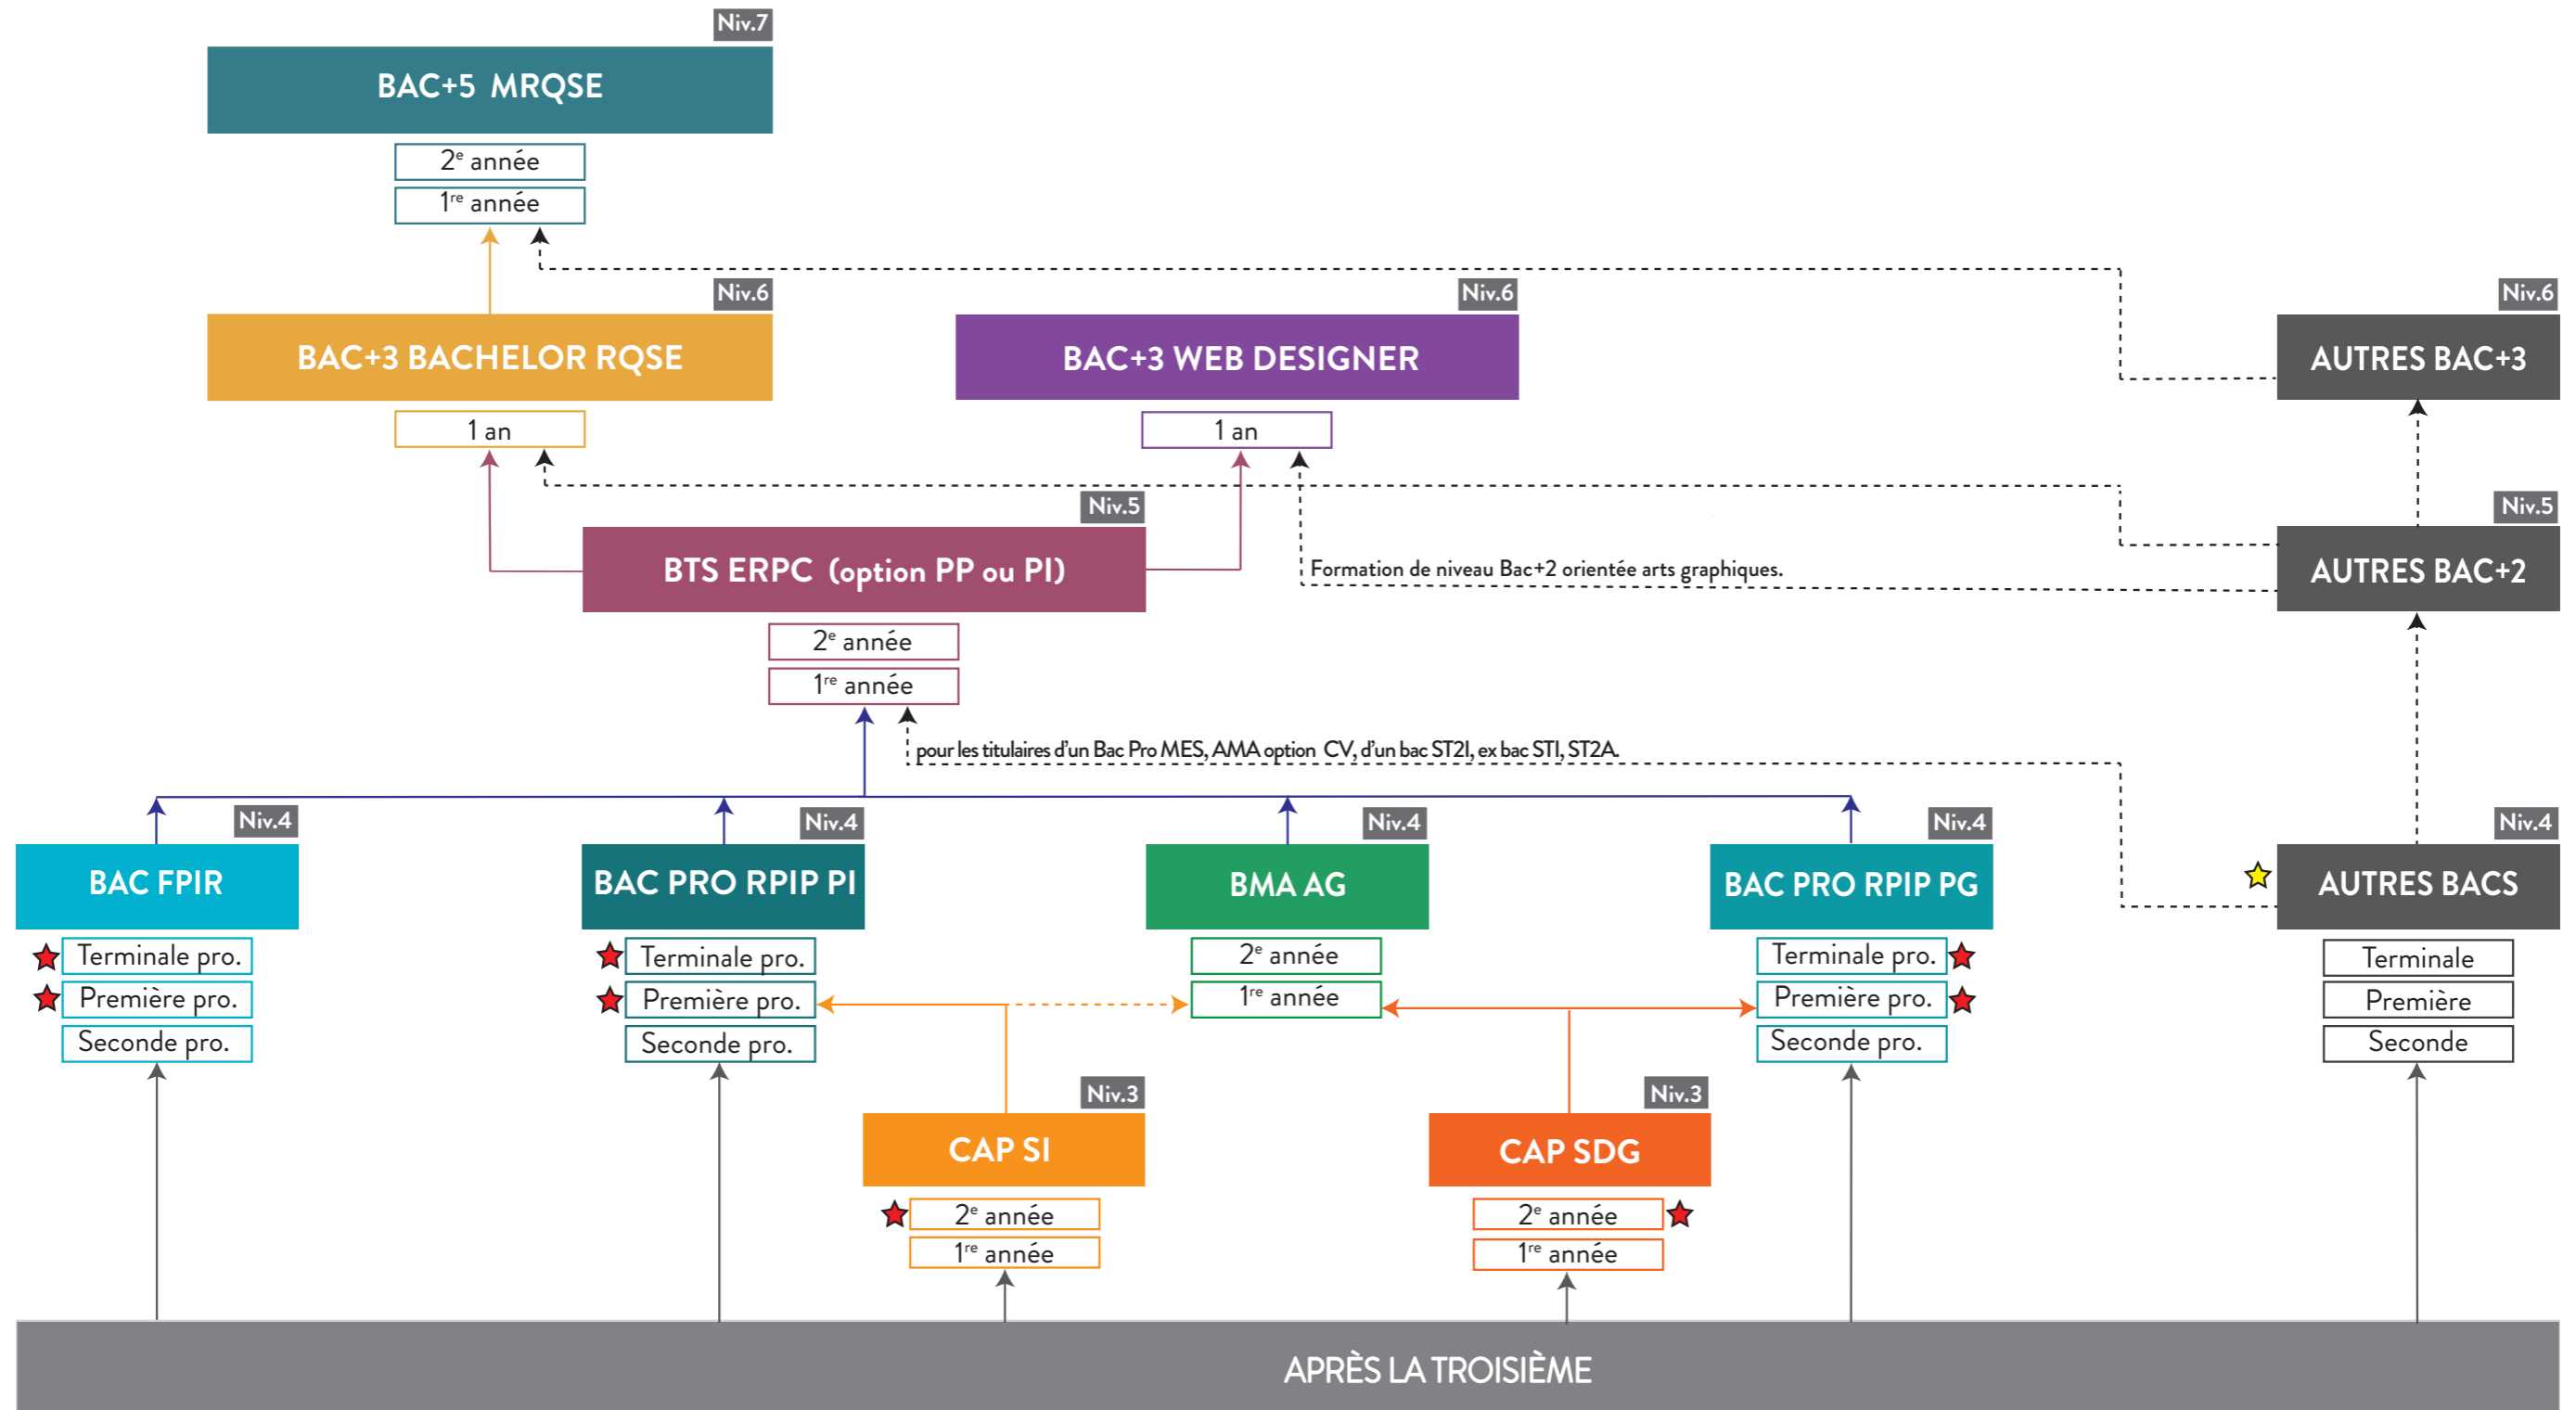 Niv.7
BAC+5 MRQSE
2e année
1re année
Niv.6
BAC+3 BACHELOR RQSE
1 an
Niv.6
BAC+3 WEB DESIGNER
1 an
Niv.6
AUTRES BAC+3
Niv.5
BTS ERPC (option PP ou PI)
2e année
1re année
Formation de niveau Bac+2 orientée arts graphiques.
Niv.5
AUTRES BAC+2
pour les titulaires d'un Bac Pro MES, AMA option CV, d'un bac ST2I, ex bac STI, ST2A.
Niv.4
BAC FPIR
Terminale pro.
Première pro.
Seconde pro.
Niv.4
BAC PRO RPIP PI
Terminale pro.
Première pro.
Seconde pro.
Niv.4
BMA AG
2e année
1re année
Niv.4
BAC PRO RPIP PG
Terminale pro.
Première pro.
Seconde pro.
Niv.4
AUTRES BACS
Terminale
Première
Seconde
Niv.3
CAP SI
2e année
1re année
Niv.3
CAP SDG
2e année
1re année
APRÈS LA TROISIÈME